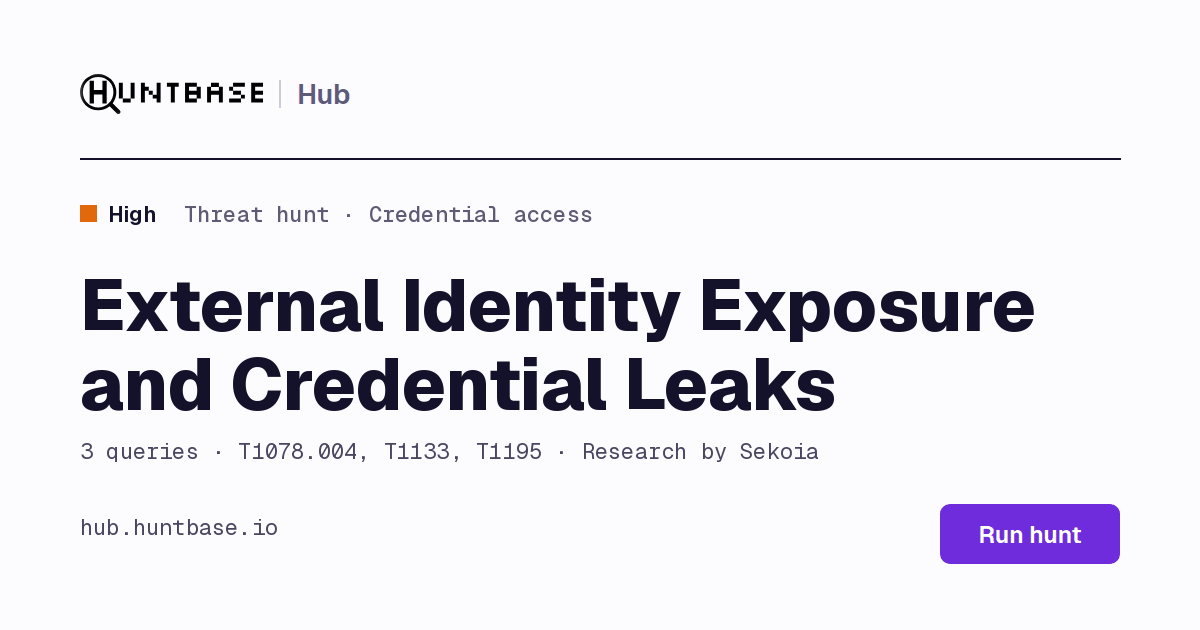 HUNTBASE | Hub
High Threat hunt · Credential access
External Identity Exposure
and Credential Leaks
3 queries · T1078.004, T1133, T1195 · Research by Sekoia
hub.huntbase.io
Run hunt